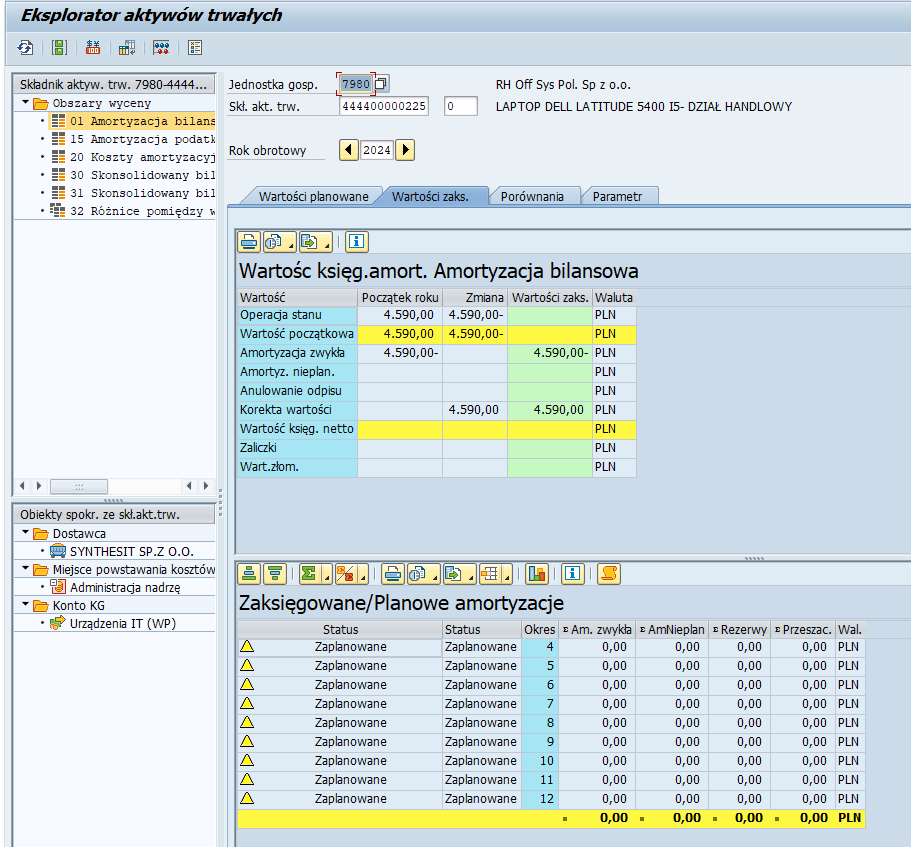 Eksplorator aktywów trwałych
Składnik aktyw. trw. 7980-4444...
Obszary wyceny
01 Amortyzacja bilans
15 Amortyzacja podatk
20 Koszty amortyzacyj
30 Skonsolidowany bil
31 Skonsolidowany bil
32 Różnice pomiędzy w
Jednostka gosp. 7980 RH Off Sys Pol. Sp z o.o.
Skł. akt. trw. 444400000225 0 LAPTOP DELL LATITUDE 5400 I5- DZIAŁ HANDLOWY
Rok obrotowy 2024
Wartości planowane Wartości zaks. Porównania Parametr
Wartośc księg.amort. Amortyzacja bilansowa
Wartość Początek roku Zmiana Wartości zaks. Waluta
Operacja stanu 4.590,00 4.590,00- PLN
Wartość początkowa 4.590,00 4.590,00- PLN
Amortyzacja zwykła 4.590,00- 4.590,00- PLN
Amortyz. nieplan. PLN
Anulowanie odpisu PLN
Korekta wartości 4.590,00 4.590,00 PLN
Wartość księg. netto PLN
Zaliczki PLN
Wart.złom. PLN
Obiekty spokr. ze skł.akt.trw.
Dostawca
SYNTHESIT SP.Z O.O.
Miejsce powstawania kosztów
Administracja nadrzę
Konto KG
Urządzenia IT (WP)
Zaksięgowane/Planowe amortyzacje
Status Status Okres Σ Am. zwykła Σ AmNieplan Σ Rezerwy Σ Przeszac. Wal.
Zaplanowane Zaplanowane 4 0,00 0,00 0,00 0,00 PLN
Zaplanowane Zaplanowane 5 0,00 0,00 0,00 0,00 PLN
Zaplanowane Zaplanowane 6 0,00 0,00 0,00 0,00 PLN
Zaplanowane Zaplanowane 7 0,00 0,00 0,00 0,00 PLN
Zaplanowane Zaplanowane 8 0,00 0,00 0,00 0,00 PLN
Zaplanowane Zaplanowane 9 0,00 0,00 0,00 0,00 PLN
Zaplanowane Zaplanowane 10 0,00 0,00 0,00 0,00 PLN
Zaplanowane Zaplanowane 11 0,00 0,00 0,00 0,00 PLN
Zaplanowane Zaplanowane 12 0,00 0,00 0,00 0,00 PLN
0,00 0,00 0,00 0,00 PLN